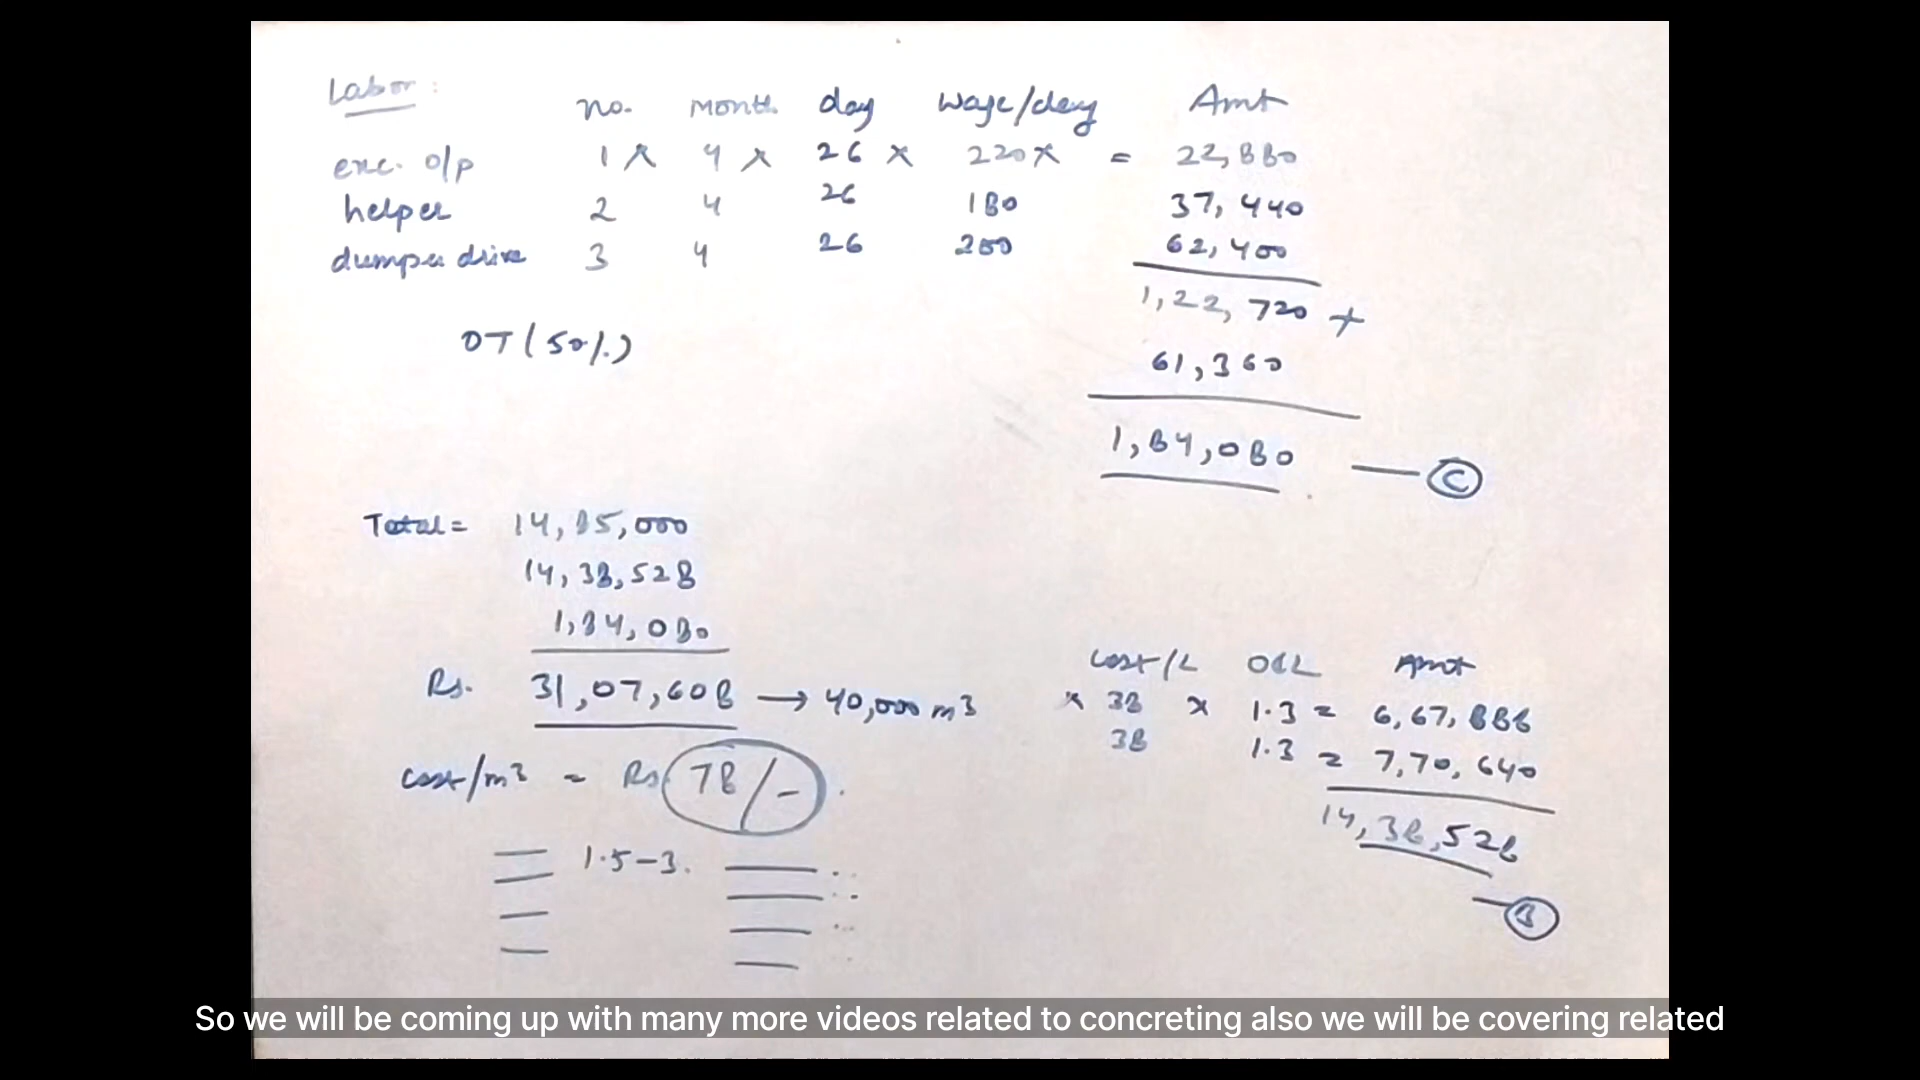 Labor :
no. Month day Wage/day Amt
exc. o/p 1 x 4 x 26 x 220 x = 22,880
helper 2 4 26 180 37,440
dumper drive 3 4 26 200 62,400
1,22,720 +
OT (50%) 61,360
1,84,080 — C
Total = 14,85,000
14,38,528
1,84,080
Rs. 31,07,608 → 40,000 m3
cost/m3 = Rs 78/-
1.5-3.
cost/L O&L Amt
x 38 x 1.3 = 6,67,888
38 1.3 = 7,70,640
14,38,528
— B
So we will be coming up with many more videos related to concreting also we will be covering related